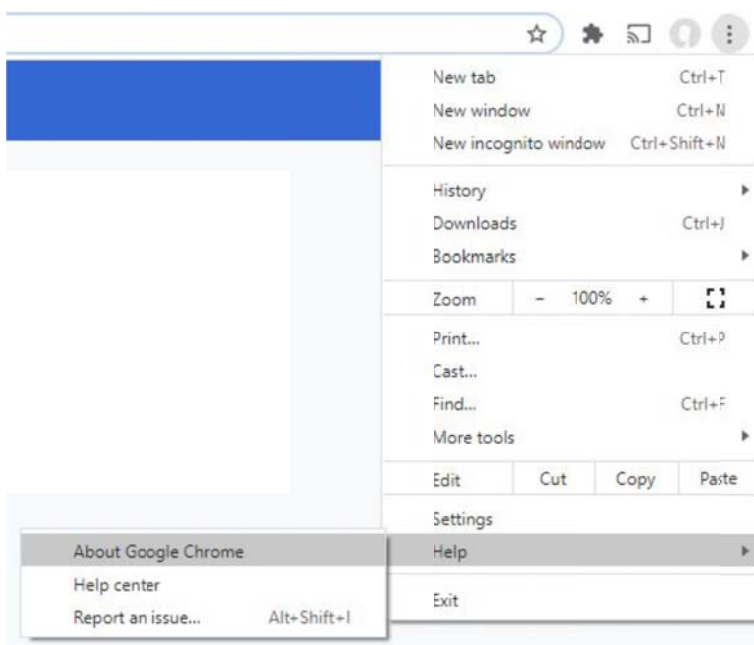 New tab Ctrl+T
New window Ctrl+N
New incognito window Ctrl+Shift+N
History
Downloads Ctrl+J
Bookmarks
Zoom - 100% +
Print... Ctrl+P
Cast...
Find... Ctrl+F
More tools
Edit Cut Copy Paste
Settings
About Google Chrome
Help
Help center
Report an issue... Alt+Shift+I
Exit